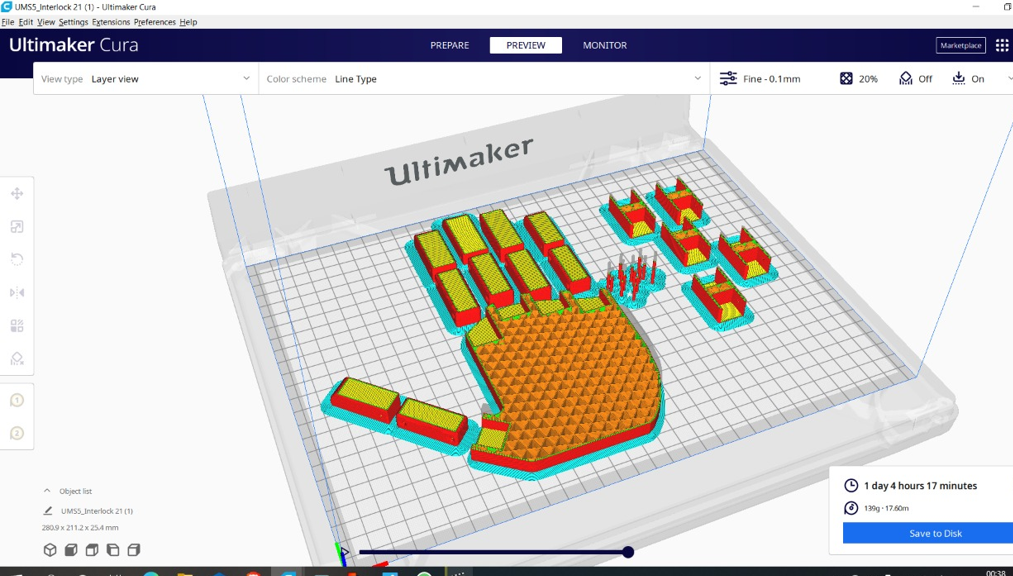 UMS5_Interlock 21 (1) - Ultimaker Cura
File Edit View Settings Extensions Preferences Help
Ultimaker Cura
PREPARE PREVIEW MONITOR
Marketplace
View type Layer view
Color scheme Line Type
Fine - 0.1mm 20% Off On
Ultimaker
1
2
Object list
UMS5_Interlock 21 (1)
280.9 x 211.2 x 25.4 mm
1 day 4 hours 17 minutes
139g · 17.60m
Save to Disk
00:38